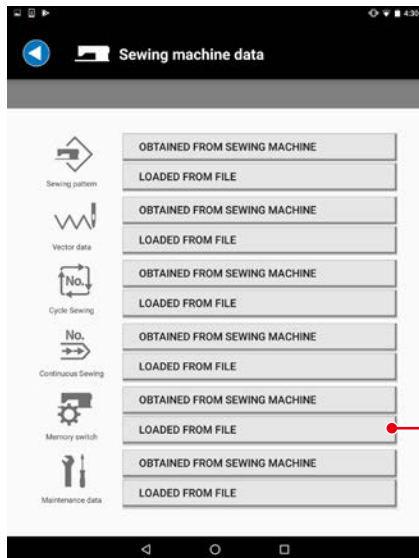 4:30
Sewing machine data
OBTAINED FROM SEWING MACHINE
Sewing pattern
LOADED FROM FILE
OBTAINED FROM SEWING MACHINE
Vector data
LOADED FROM FILE
OBTAINED FROM SEWING MACHINE
No.
Cycle Sewing
LOADED FROM FILE
OBTAINED FROM SEWING MACHINE
No.
Continuous Sewing
LOADED FROM FILE
OBTAINED FROM SEWING MACHINE
Memory switch
LOADED FROM FILE
OBTAINED FROM SEWING MACHINE
Maintenance data
LOADED FROM FILE